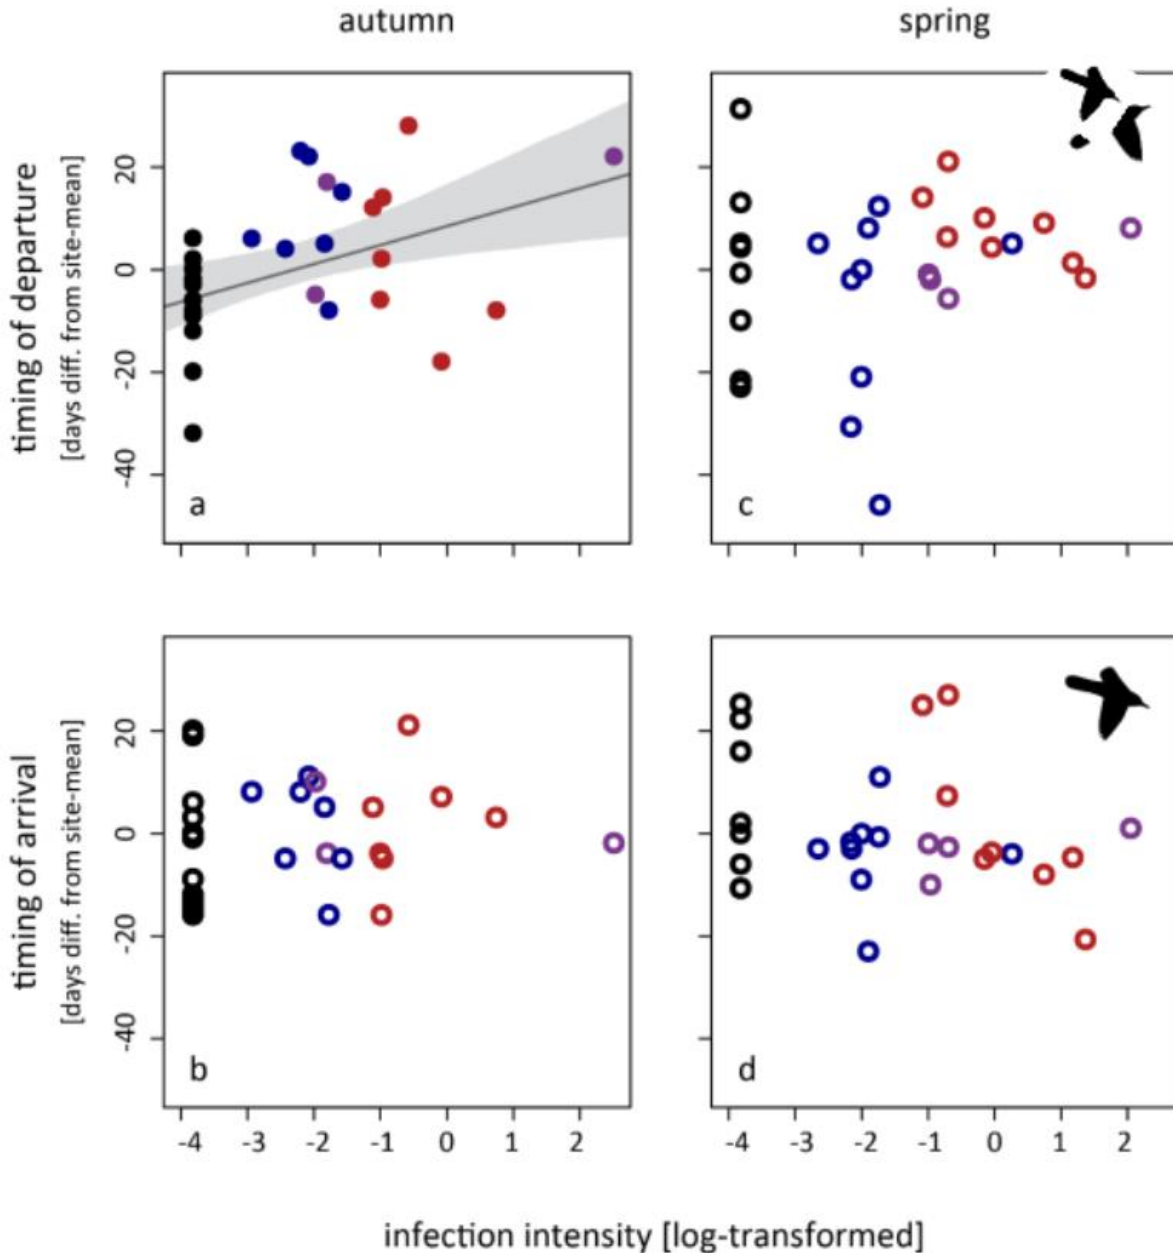 autumn
spring
timing of departure
[days diff. from site-mean]
20
0
-20
-40
a
c
timing of arrival
[days diff. from site-mean]
20
0
-20
-40
b
d
-4 -3 -2 -1 0 1 2
-4 -3 -2 -1 0 1 2
infection intensity [log-transformed]